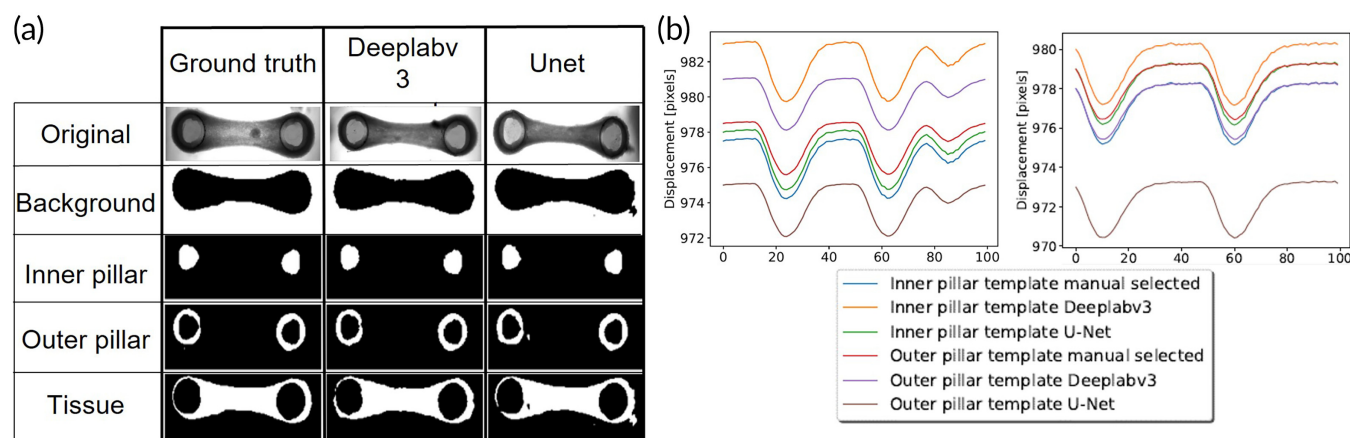 (a)
Ground truth
Deeplabv
3
Unet
Original
Background
Inner pillar
Outer pillar
Tissue
(b)
Displacement [pixels]
982
980
978
976
974
972
0
20
40
60
80
100
Displacement [pixels]
980
978
976
974
972
970
0
20
40
60
80
100
Inner pillar template manual selected
Inner pillar template Deeplabv3
Inner pillar template U-Net
Outer pillar template manual selected
Outer pillar template Deeplabv3
Outer pillar template U-Net